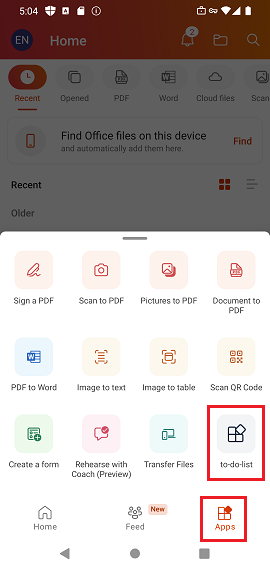 5:04
EN
Home
2
Recent
Opened
PDF
Word
Cloud files
Scan
Find Office files on this device
and automatically add them here.
Find
Recent
Older
Sign a PDF
Scan to PDF
Pictures to PDF
Document to
PDF
PDF to Word
Image to text
Image to table
Scan QR Code
Create a form
Rehearse with
Coach (Preview)
Transfer Files
to-do-list
New
Home
Feed
Apps